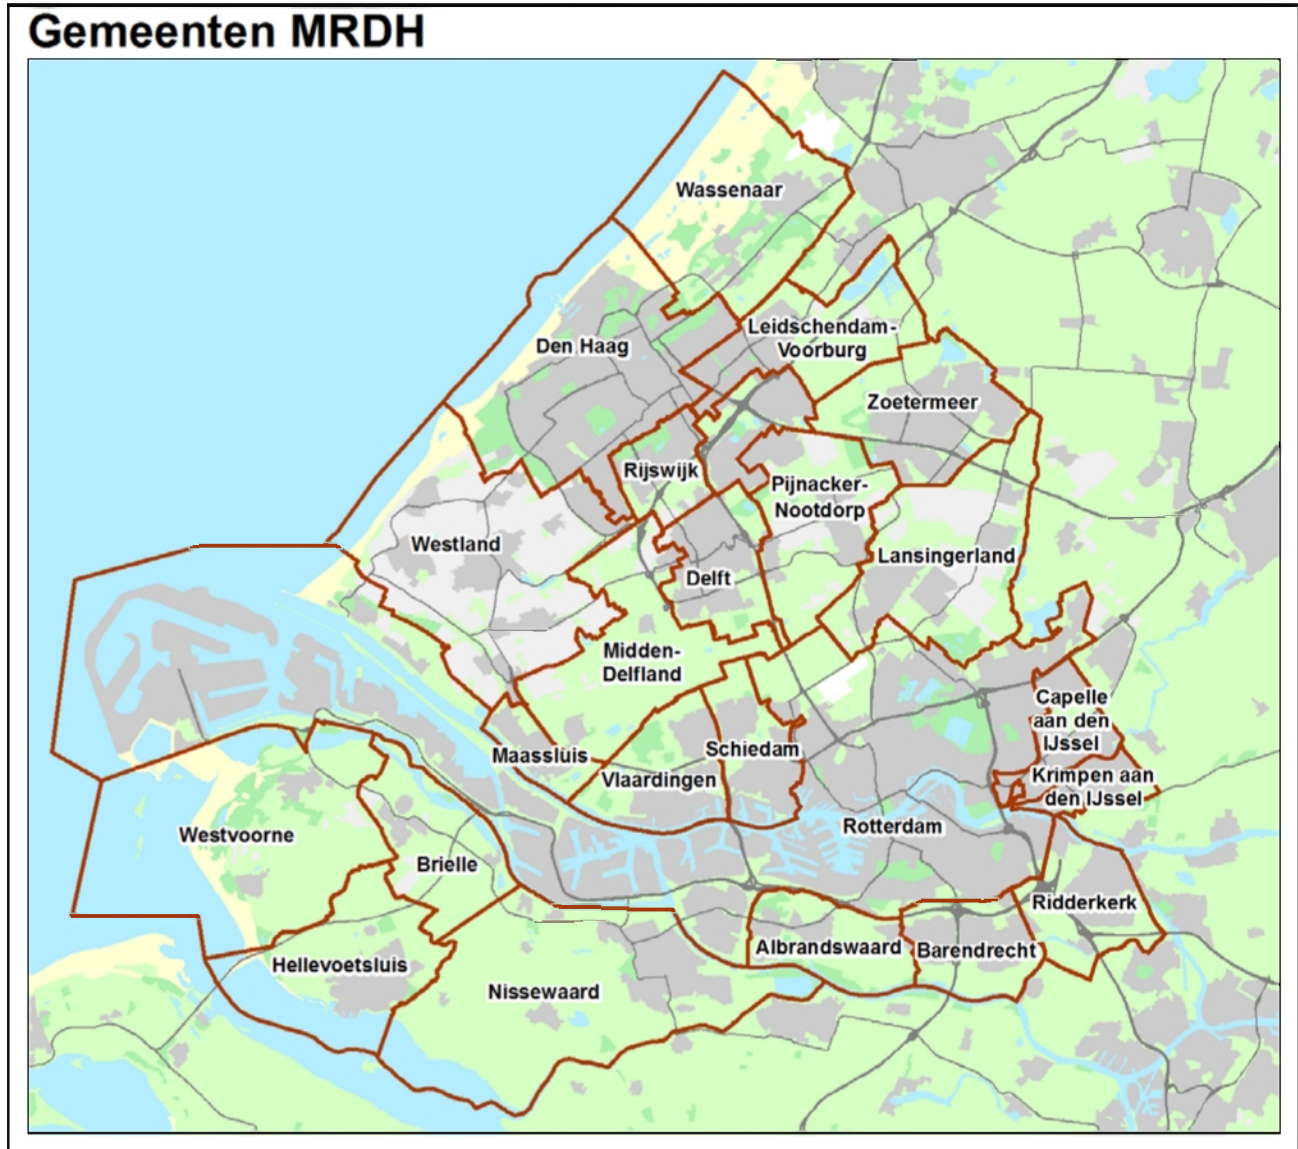 Gemeenten MRDH
Wassenaar
Leidschendam-
Voorburg
Den Haag
Zoetermeer
Rijswijk
Pijnacker-
Nootdorp
Westland
Lansingerland
Delft
Midden-
Delfland
Capelle
aan den
IJssel
Maassluis
Schiedam
Vlaardingen
Krimpen aan
den IJssel
Rotterdam
Westvoorne
Brielle
Ridderkerk
Albrandswaard
Barendrecht
Hellevoetsluis
Nissewaard